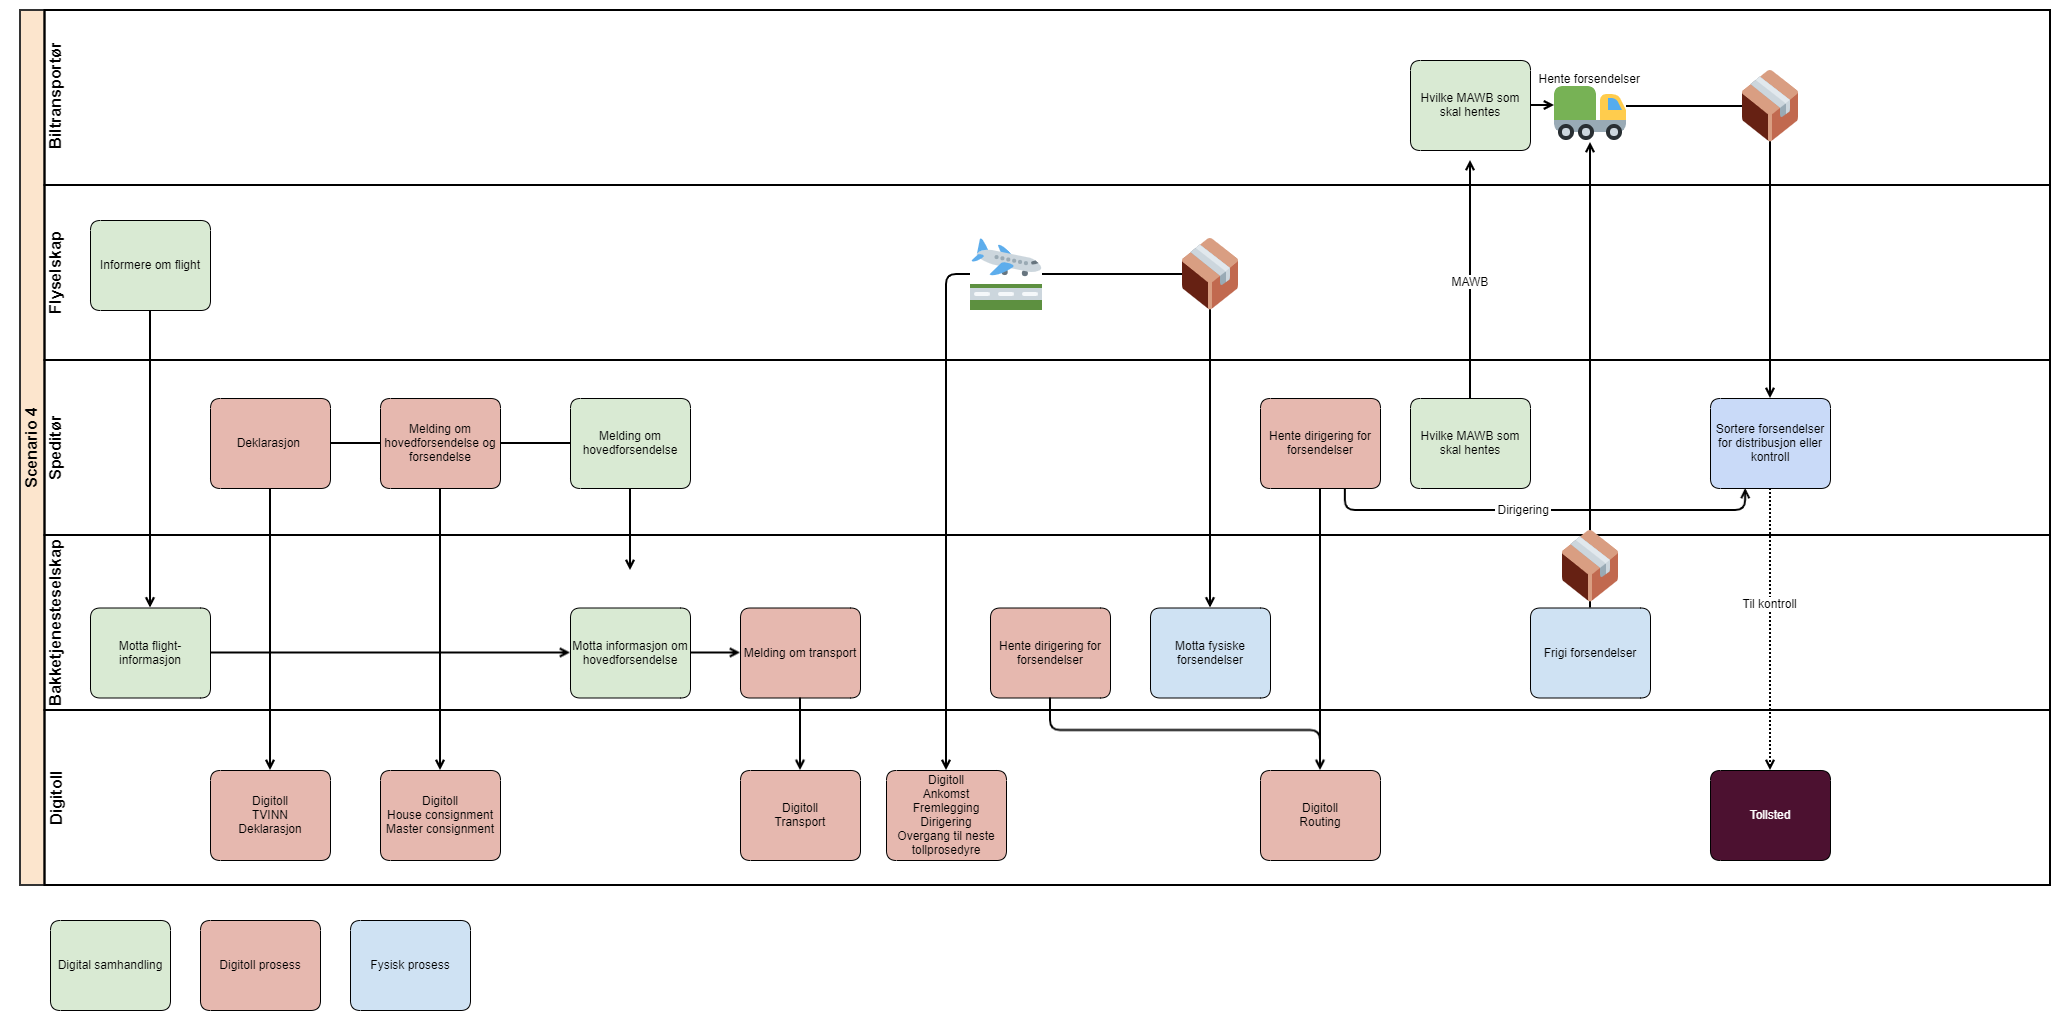 Scenario 4
Biltransportør
Hvilke MAWB som
skal hentes
Hente forsendelser
Flyselskap
Informere om flight
MAWB
Speditør
Deklarasjon
Melding om
hovedforsendelse og
forsendelse
Melding om
hovedforsendelse
Hente dirigering for
forsendelser
Hvilke MAWB som
skal hentes
Sortere forsendelser
for distribusjon eller
kontroll
Dirigering
Bakketjenesteselskap
Motta flight-
informasjon
Motta informasjon om
hovedforsendelse
Melding om transport
Hente dirigering for
forsendelser
Motta fysiske
forsendelser
Frigi forsendelser
Til kontroll
Digitoll
Digitoll
TVINN
Deklarasjon
Digitoll
House consignment
Master consignment
Digitoll
Transport
Digitoll
Ankomst
Fremlegging
Dirigering
Overgang til neste
tollprosedyre
Digitoll
Routing
Tollsted
Digital samhandling
Digitoll prosess
Fysisk prosess